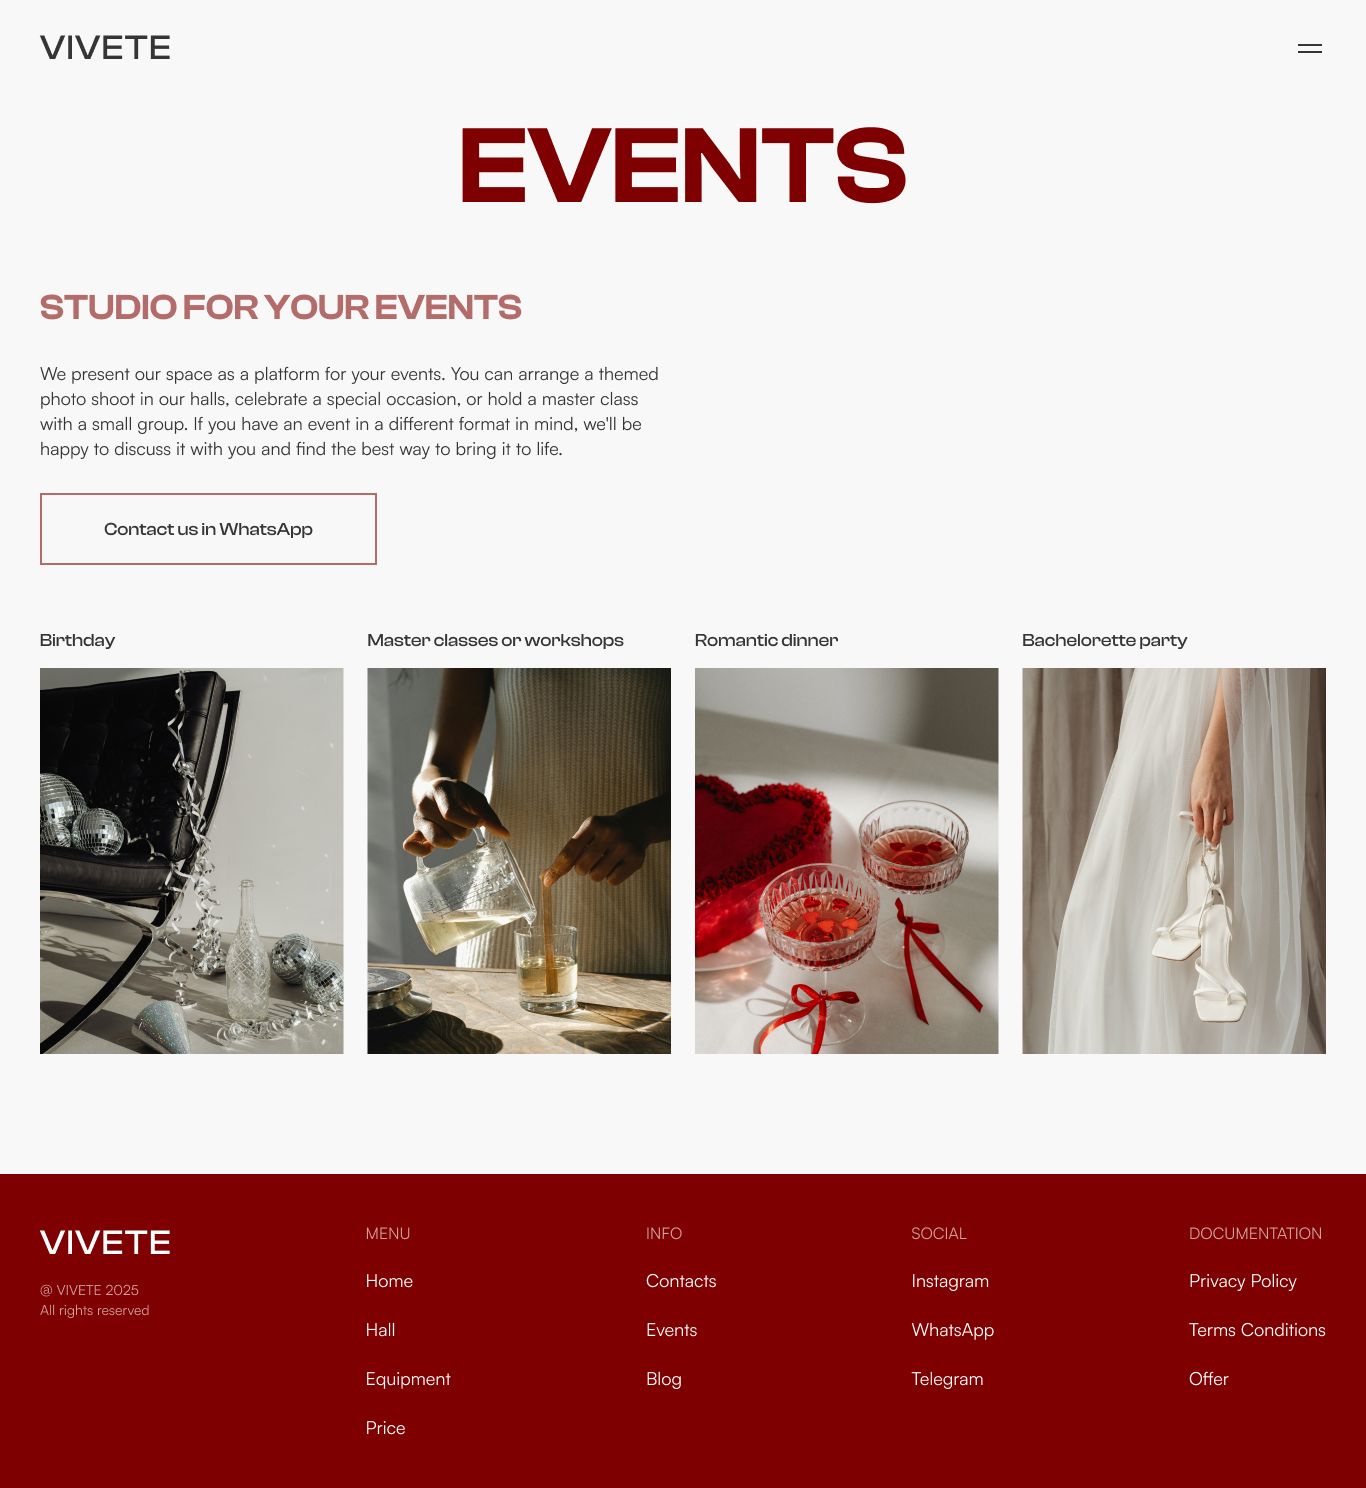 VIVETE
EVENTS
STUDIO FOR YOUR EVENTS
We present our space as a platform for your events. You can arrange a themed
photo shoot in our halls, celebrate a special occasion, or hold a master class
with a small group. If you have an event in a different format in mind, we'll be
happy to discuss it with you and find the best way to bring it to life.
Contact us in WhatsApp
Birthday
Master classes or workshops
Romantic dinner
Bachelorette party
VIVETE
@ VIVETE 2025
All rights reserved
MENU
Home
Hall
Equipment
Price
INFO
Contacts
Events
Blog
SOCIAL
Instagram
WhatsApp
Telegram
DOCUMENTATION
Privacy Policy
Terms Conditions
Offer